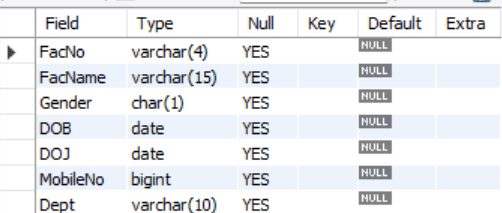 Field Type Null Key Default Extra
FacNo varchar(4) YES NULL
FacName varchar(15) YES NULL
Gender char(1) YES NULL
DOB date YES NULL
DOJ date YES NULL
MobileNo bigint YES NULL
Dept varchar(10) YES NULL